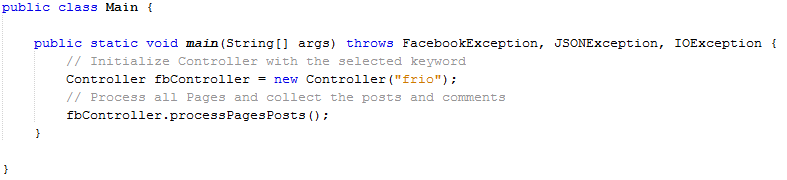 public class Main {
    public static void main(String[] args) throws FacebookException, JSONException, IOException {
        // Initialize Controller with the selected keyword
        Controller fbController = new Controller("frio");
        // Process all Pages and collect the posts and comments
        fbController.processPagesPosts();
    }
}